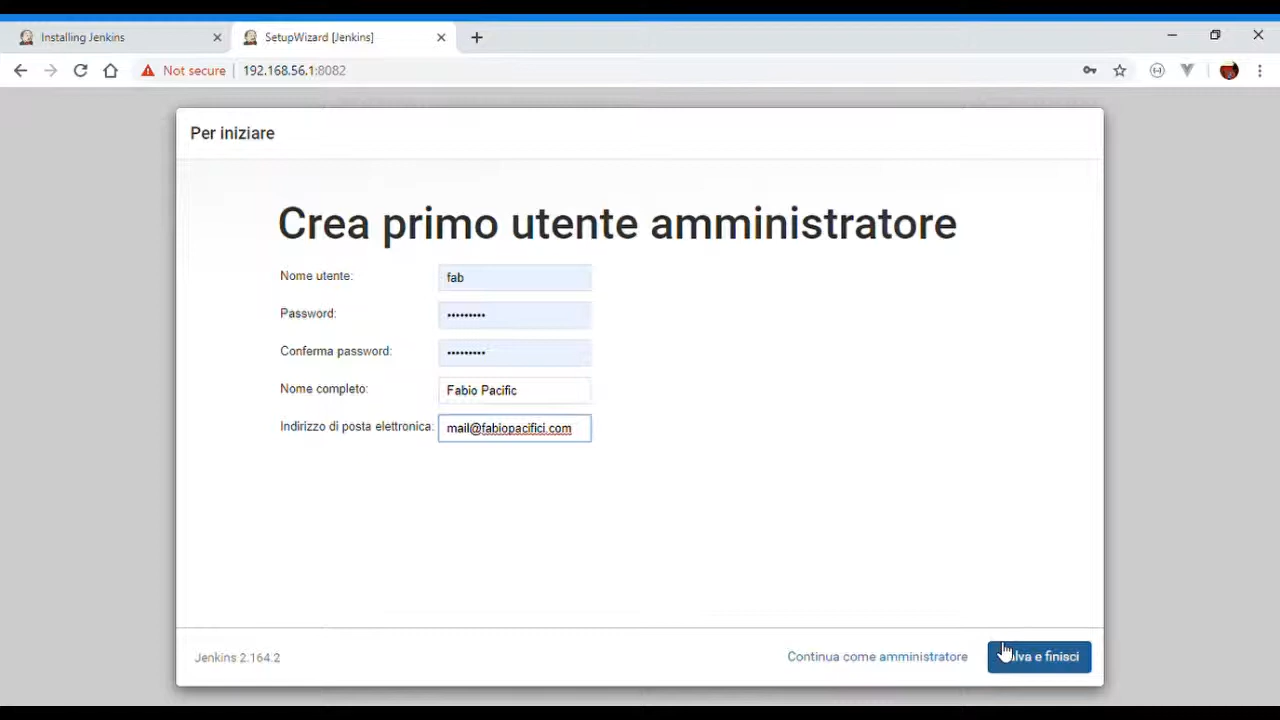 Installing Jenkins
SetupWizard [Jenkins]
Not secure
192.168.56.1:8082
Per iniziare
Crea primo utente amministratore
Nome utente: fab
Password: •••••••••
Conferma password: •••••••••
Nome completo: Fabio Pacific
Indirizzo di posta elettronica: mail@fabiopacifici.com
Jenkins 2.164.2
Continua come amministratore
e finisci